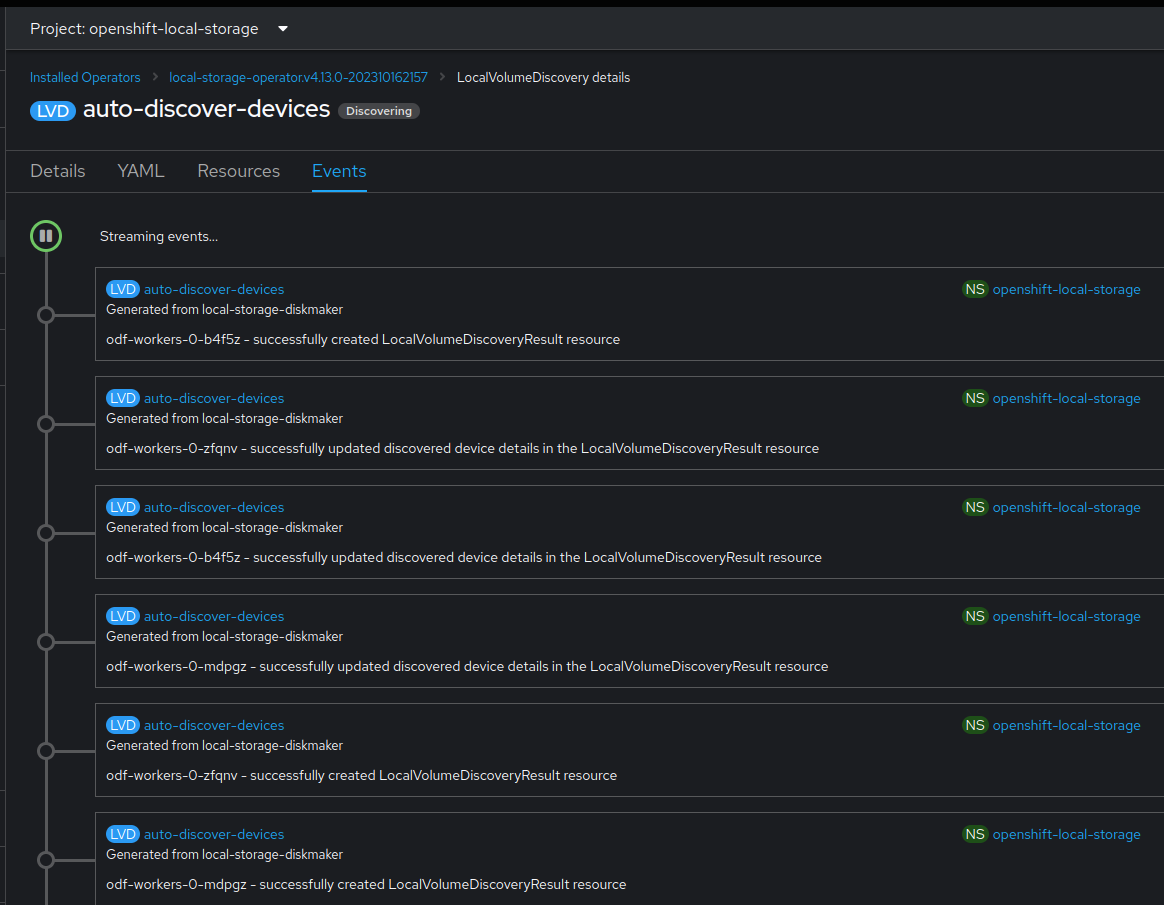 Project: openshift-local-storage
Installed Operators > local-storage-operator.v4.13.0-202310162157 > LocalVolumeDiscovery details
LVD auto-discover-devices Discovering
Details YAML Resources Events
Streaming events...
LVD auto-discover-devices NS openshift-local-storage
Generated from local-storage-diskmaker
odf-workers-0-b4f5z - successfully created LocalVolumeDiscoveryResult resource
LVD auto-discover-devices NS openshift-local-storage
Generated from local-storage-diskmaker
odf-workers-0-zfqnv - successfully updated discovered device details in the LocalVolumeDiscoveryResult resource
LVD auto-discover-devices NS openshift-local-storage
Generated from local-storage-diskmaker
odf-workers-0-b4f5z - successfully updated discovered device details in the LocalVolumeDiscoveryResult resource
LVD auto-discover-devices NS openshift-local-storage
Generated from local-storage-diskmaker
odf-workers-0-mdpgz - successfully updated discovered device details in the LocalVolumeDiscoveryResult resource
LVD auto-discover-devices NS openshift-local-storage
Generated from local-storage-diskmaker
odf-workers-0-zfqnv - successfully created LocalVolumeDiscoveryResult resource
LVD auto-discover-devices NS openshift-local-storage
Generated from local-storage-diskmaker
odf-workers-0-mdpgz - successfully created LocalVolumeDiscoveryResult resource